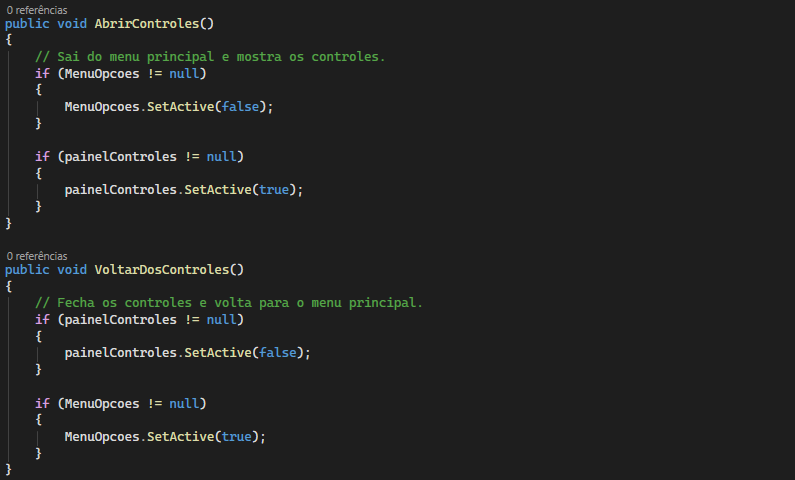 0 referências
public void AbrirControles()
{
    // Sai do menu principal e mostra os controles.
    if (MenuOpcoes != null)
    {
        MenuOpcoes.SetActive(false);
    }

    if (painelControles != null)
    {
        painelControles.SetActive(true);
    }
}

0 referências
public void VoltarDosControles()
{
    // Fecha os controles e volta para o menu principal.
    if (painelControles != null)
    {
        painelControles.SetActive(false);
    }

    if (MenuOpcoes != null)
    {
        MenuOpcoes.SetActive(true);
    }
}